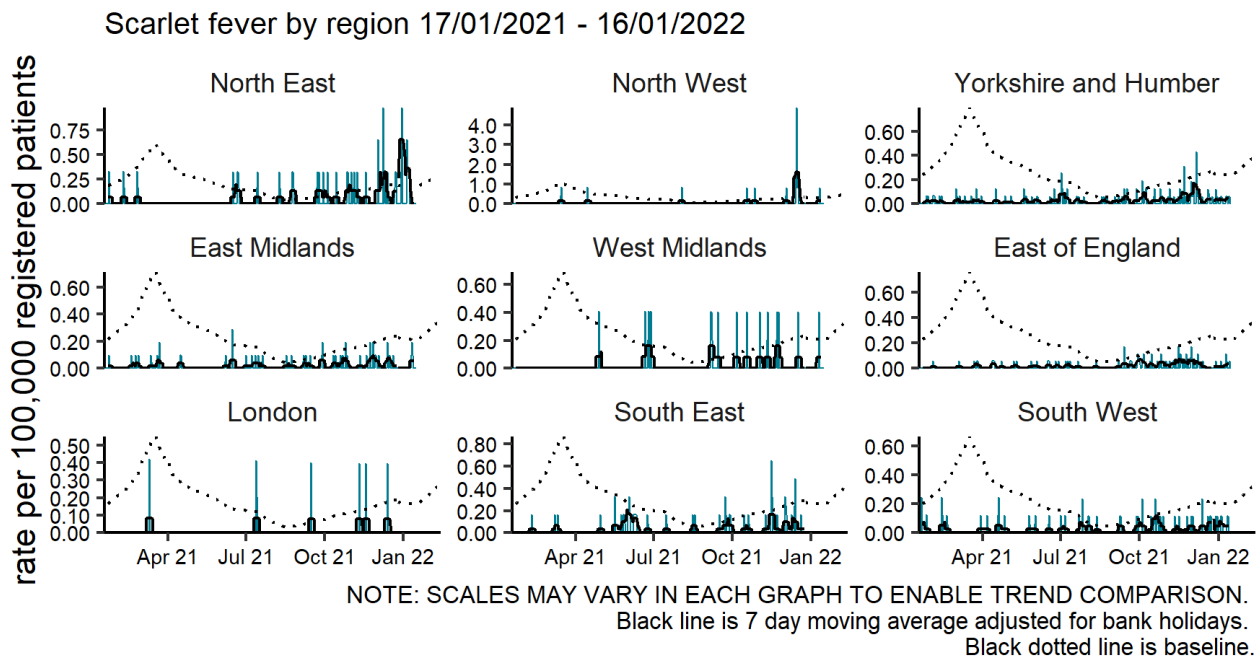 Scarlet fever by region 17/01/2021 - 16/01/2022
rate per 100,000 registered patients
North East
0.75
0.50
0.25
0.00
North West
4.0
3.0
2.0
1.0
0.0
Yorkshire and Humber
0.60
0.40
0.20
0.00
East Midlands
0.60
0.40
0.20
0.00
West Midlands
0.60
0.40
0.20
0.00
East of England
0.60
0.40
0.20
0.00
London
0.50
0.40
0.30
0.20
0.10
0.00
South East
0.80
0.60
0.40
0.20
0.00
South West
0.60
0.40
0.20
0.00
Apr 21 Jul 21 Oct 21 Jan 22
Apr 21 Jul 21 Oct 21 Jan 22
Apr 21 Jul 21 Oct 21 Jan 22
NOTE: SCALES MAY VARY IN EACH GRAPH TO ENABLE TREND COMPARISON.
Black line is 7 day moving average adjusted for bank holidays.
Black dotted line is baseline.